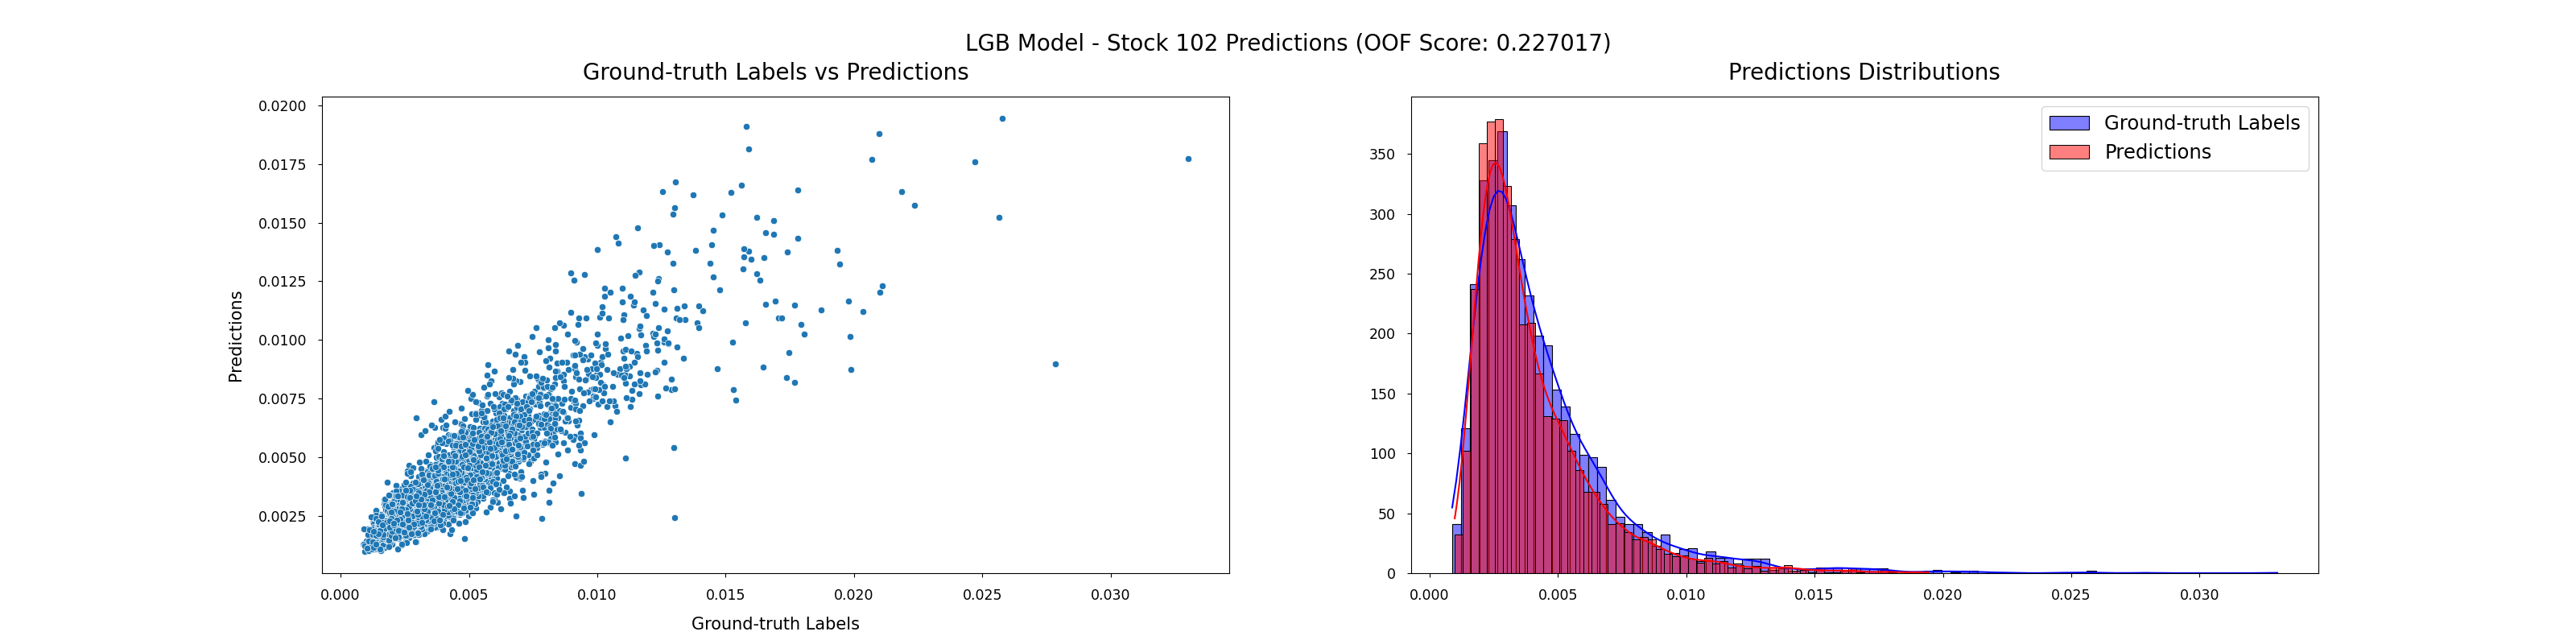 LGB Model - Stock 102 Predictions (OOF Score: 0.227017)
Ground-truth Labels vs Predictions
0.0200
0.0175
0.0150
0.0125
0.0100
0.0075
0.0050
0.0025
Predictions
0.000 0.005 0.010 0.015 0.020 0.025 0.030
Ground-truth Labels
Predictions Distributions
Ground-truth Labels
Predictions
350
300
250
200
150
100
50
0
0.000 0.005 0.010 0.015 0.020 0.025 0.030